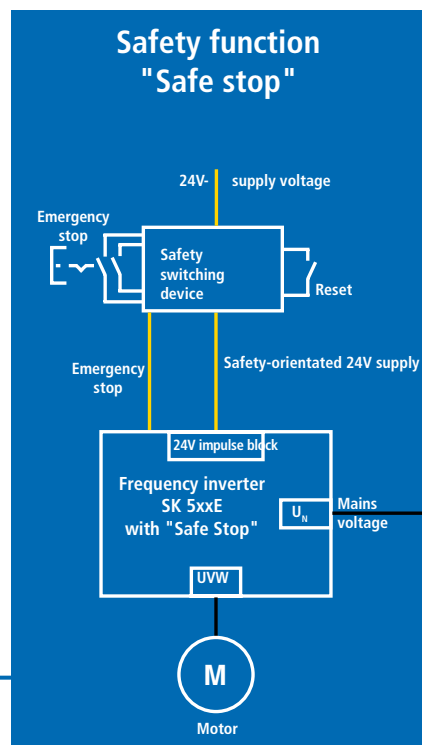 Safety function
"Safe stop"
24V- supply voltage
Emergency
stop
Safety
switching
device
Reset
Emergency
stop
Safety-orientated 24V supply
24V impulse block
Frequency inverter
SK 5xxE
with "Safe Stop"
UN
Mains
voltage
UVW
M
Motor